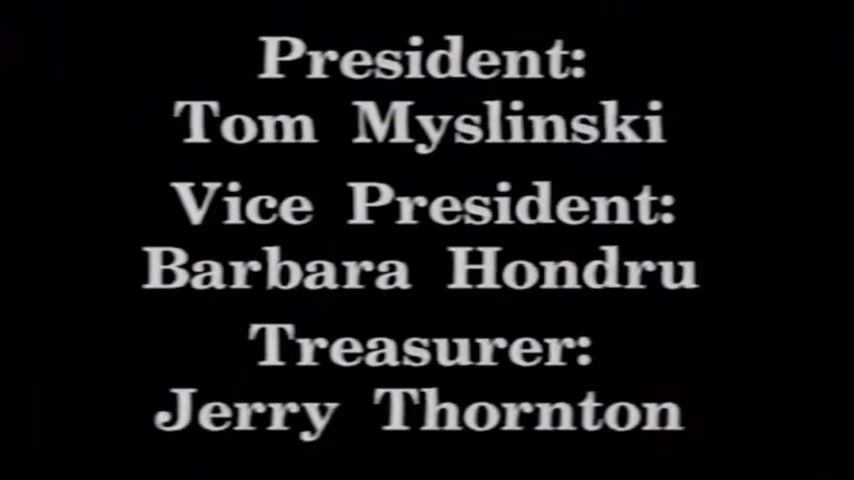 President:
Tom Myslinski
Vice President:
Barbara Hondru
Treasurer:
Jerry Thornton